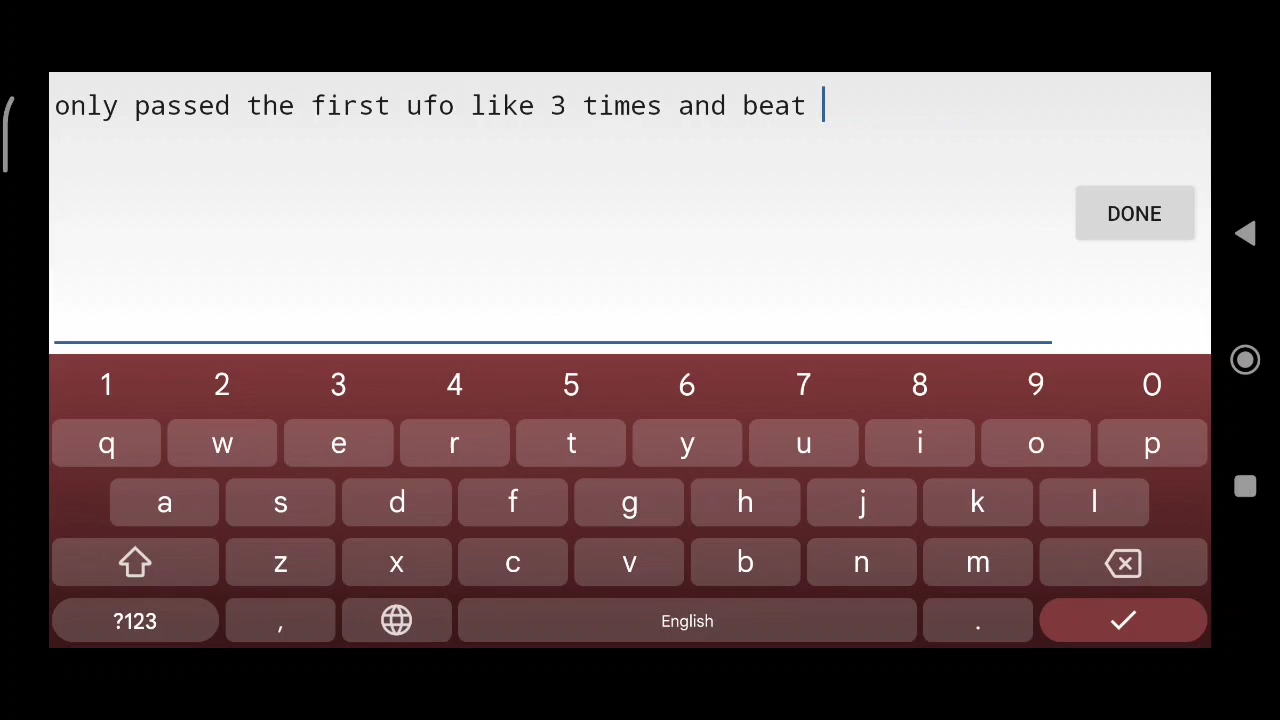 only passed the first ufo like 3 times and beat
DONE
1 2 3 4 5 6 7 8 9 0
q w e r t y u i o p
a s d f g h j k l
z x c v b n m
?123 , English .